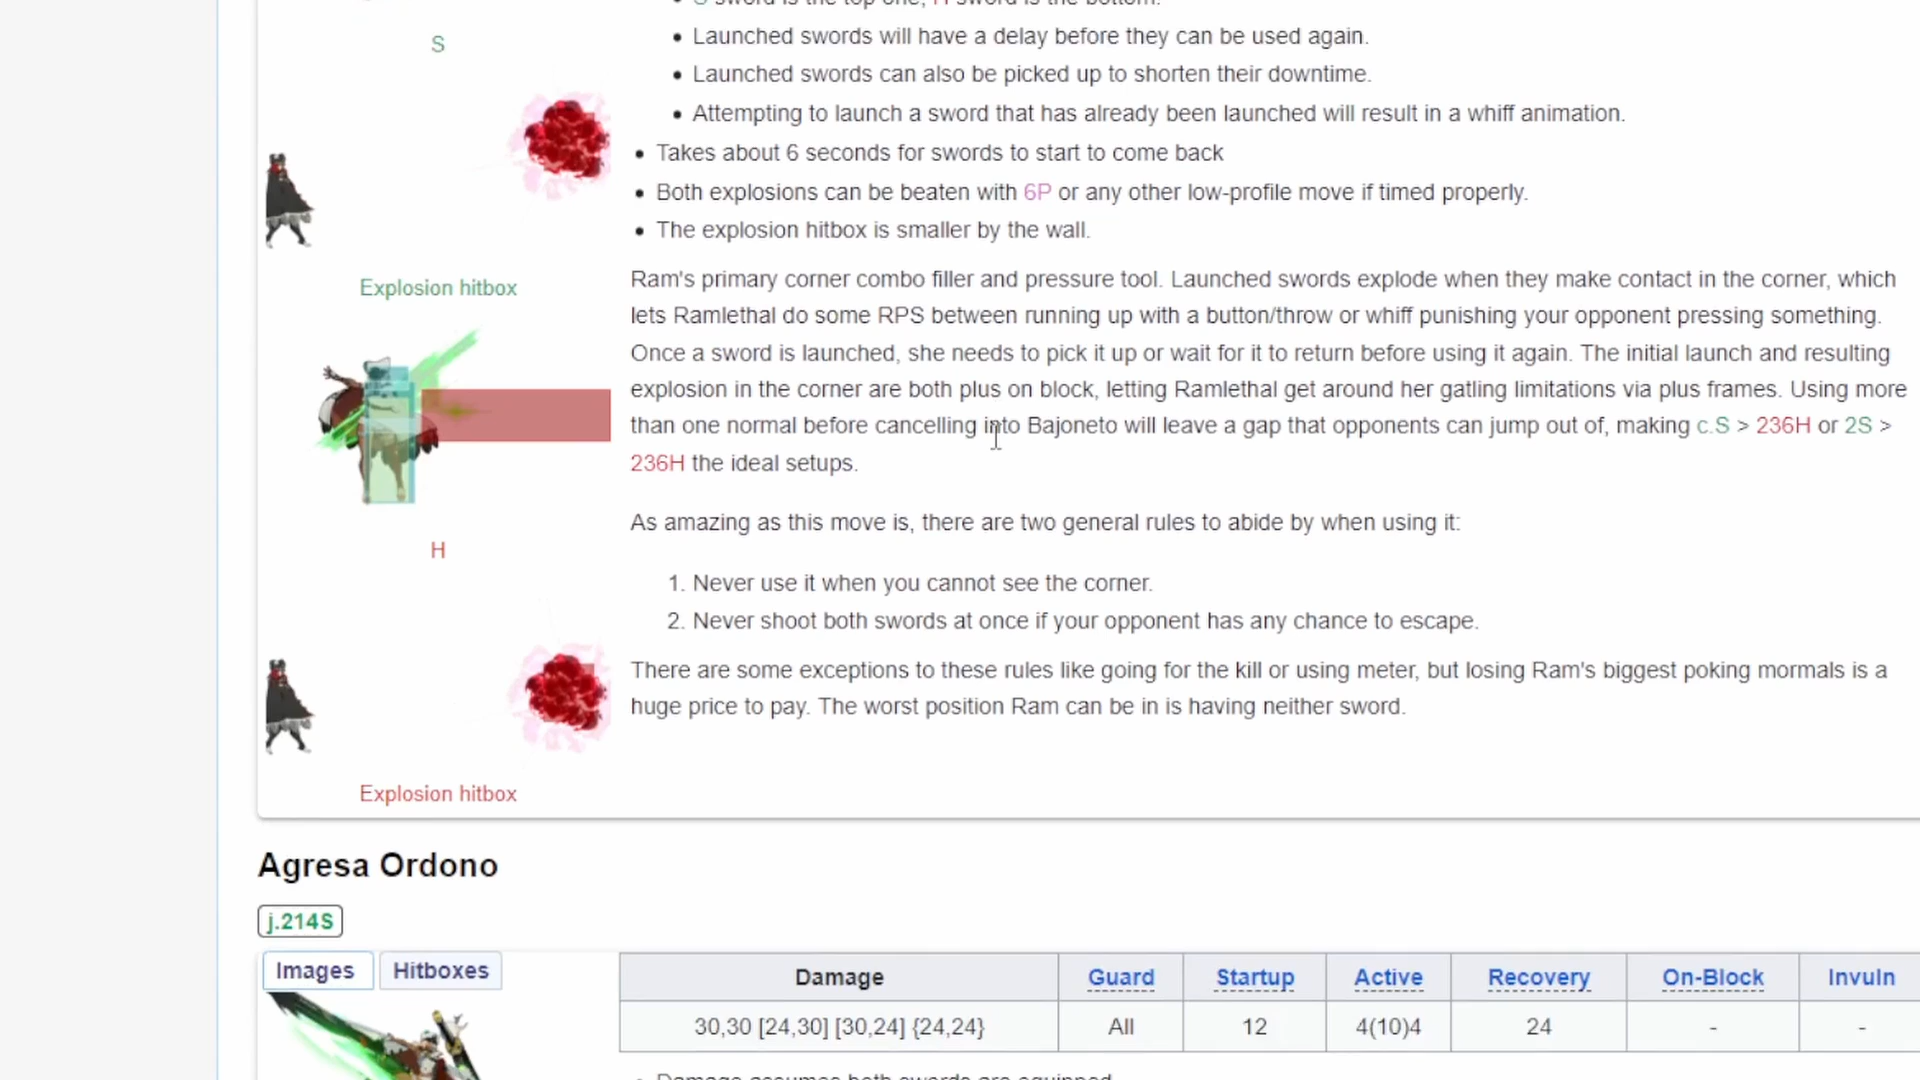 S sword is the top one, H sword is the bottom.
S
Launched swords will have a delay before they can be used again.
Launched swords can also be picked up to shorten their downtime.
Attempting to launch a sword that has already been launched will result in a whiff animation.
Takes about 6 seconds for swords to start to come back
Both explosions can be beaten with 6P or any other low-profile move if timed properly.
The explosion hitbox is smaller by the wall.
Explosion hitbox
Ram's primary corner combo filler and pressure tool. Launched swords explode when they make contact in the corner, which
lets Ramlethal do some RPS between running up with a button/throw or whiff punishing your opponent pressing something.
Once a sword is launched, she needs to pick it up or wait for it to return before using it again. The initial launch and resulting
explosion in the corner are both plus on block, letting Ramlethal get around her gatling limitations via plus frames. Using more
than one normal before cancelling into Bajoneto will leave a gap that opponents can jump out of, making c.S > 236H or 2S >
236H the ideal setups.
As amazing as this move is, there are two general rules to abide by when using it:
H
1. Never use it when you cannot see the corner.
2. Never shoot both swords at once if your opponent has any chance to escape.
There are some exceptions to these rules like going for the kill or using meter, but losing Ram's biggest poking mormals is a
huge price to pay. The worst position Ram can be in is having neither sword.
Explosion hitbox
Agresa Ordono
j.214S
Images Hitboxes
Damage Guard Startup Active Recovery On-Block Invuln
30,30 [24,30] [30,24] {24,24} All 12 4(10)4 24 - -
Damage assumes both swords are equipped